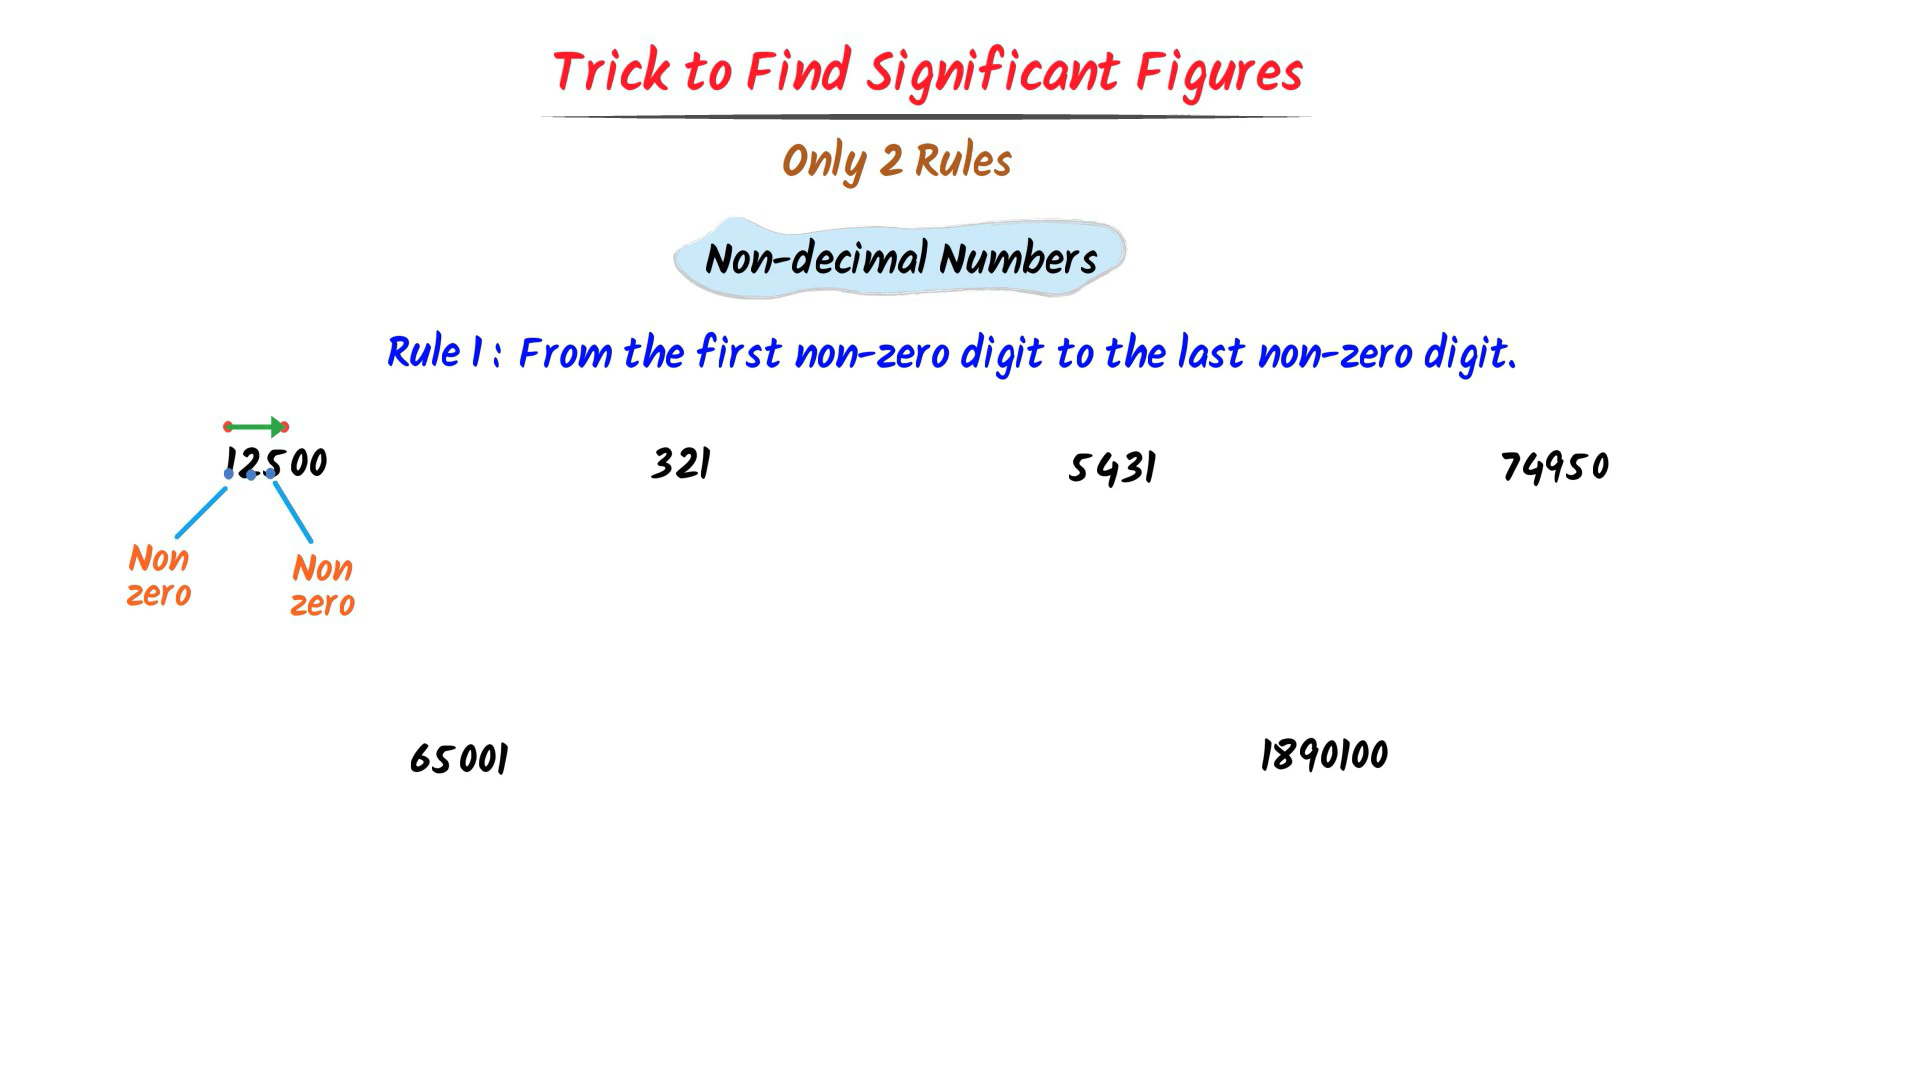 Trick to Find Significant Figures
Only 2 Rules
Non-decimal Numbers
Rule 1: From the first non-zero digit to the last non-zero digit.
12500
321
5431
74950
Non
zero
Non
zero
65001
1890100